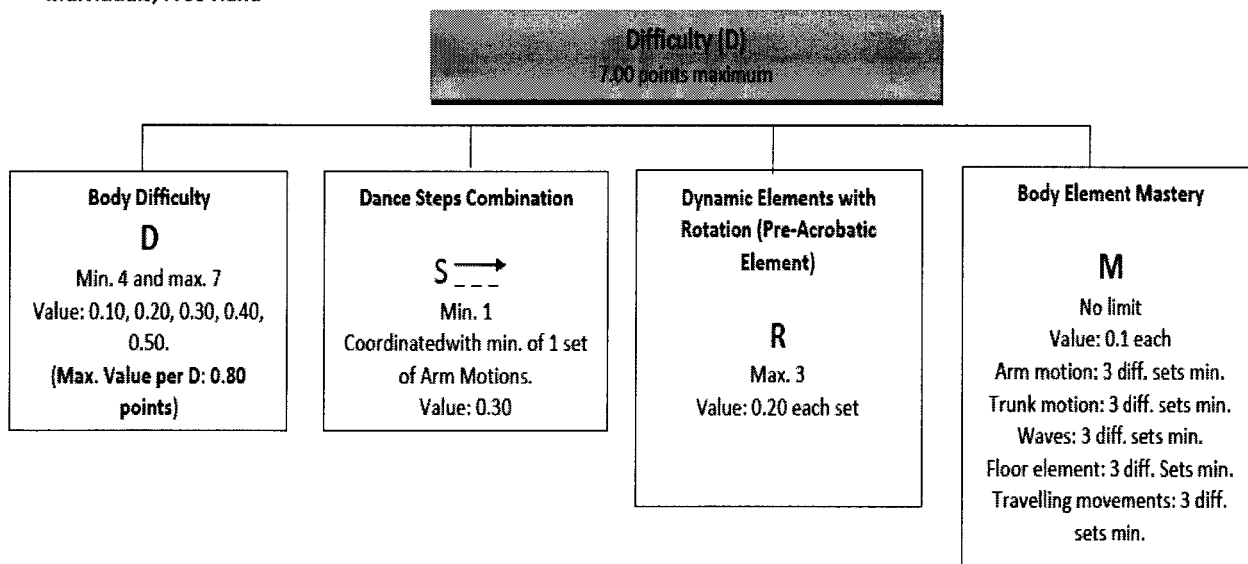 Individuals, Free Hand
Difficulty (D)
7.00 points maximum
Body Difficulty
D
Min. 4 and max. 7
Value: 0.10, 0.20, 0.30, 0.40,
0.50.
(Max. Value per D: 0.80
points)
Dance Steps Combination
S
Min. 1
Coordinatedwith min. of 1 set
of Arm Motions.
Value: 0.30
Dynamic Elements with
Rotation (Pre-Acrobatic
Element)
R
Max. 3
Value: 0.20 each set
Body Element Mastery
M
No limit
Value: 0.1 each
Arm motion: 3 diff. sets min.
Trunk motion: 3 diff. sets min.
Waves: 3 diff. sets min.
Floor element: 3 diff. Sets min.
Travelling movements: 3 diff.
sets min.